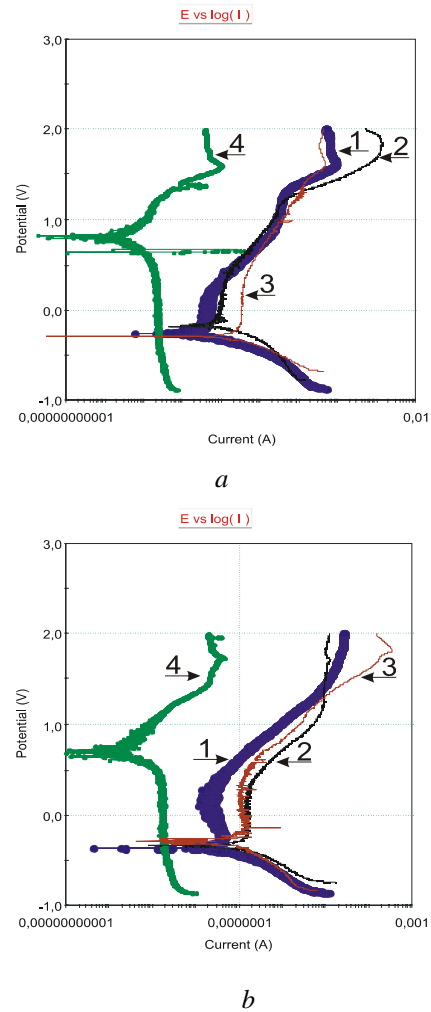 E vs log( I )
3,0
2,0
1,0
0,0
-1,0
Potential (V)
4
1
2
3
0,00000000001
0,01
Current (A)
a
E vs log( I )
3,0
2,0
1,0
0,0
-1,0
Potential (V)
4
3
1
2
0,00000000001
0,0000001
0,001
Current (A)
b